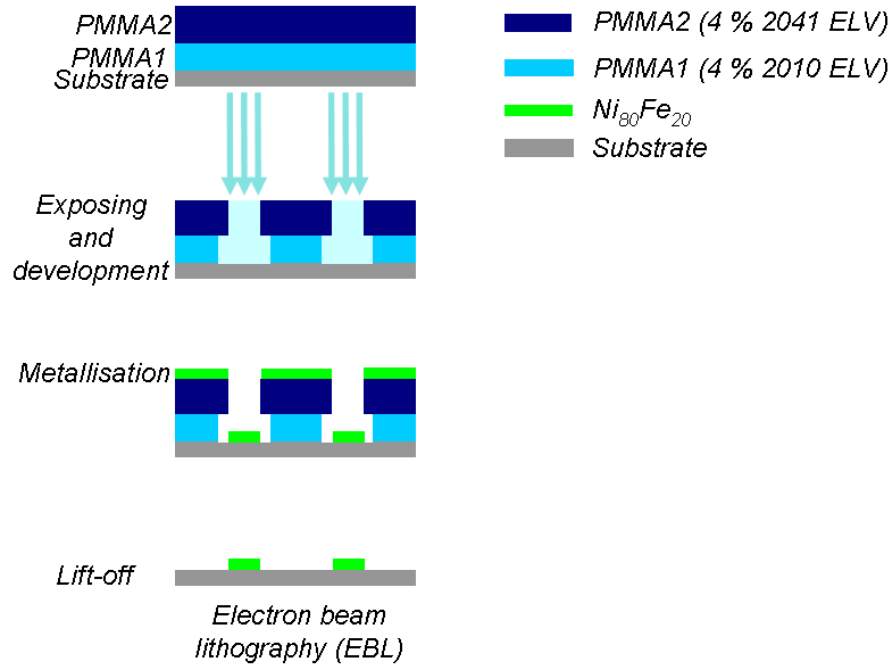 PMMA2
PMMA1
Substrate
PMMA2 (4 % 2041 ELV)
PMMA1 (4 % 2010 ELV)
Ni80Fe20
Substrate
Exposing
and
development
Metallisation
Lift-off
Electron beam
lithography (EBL)